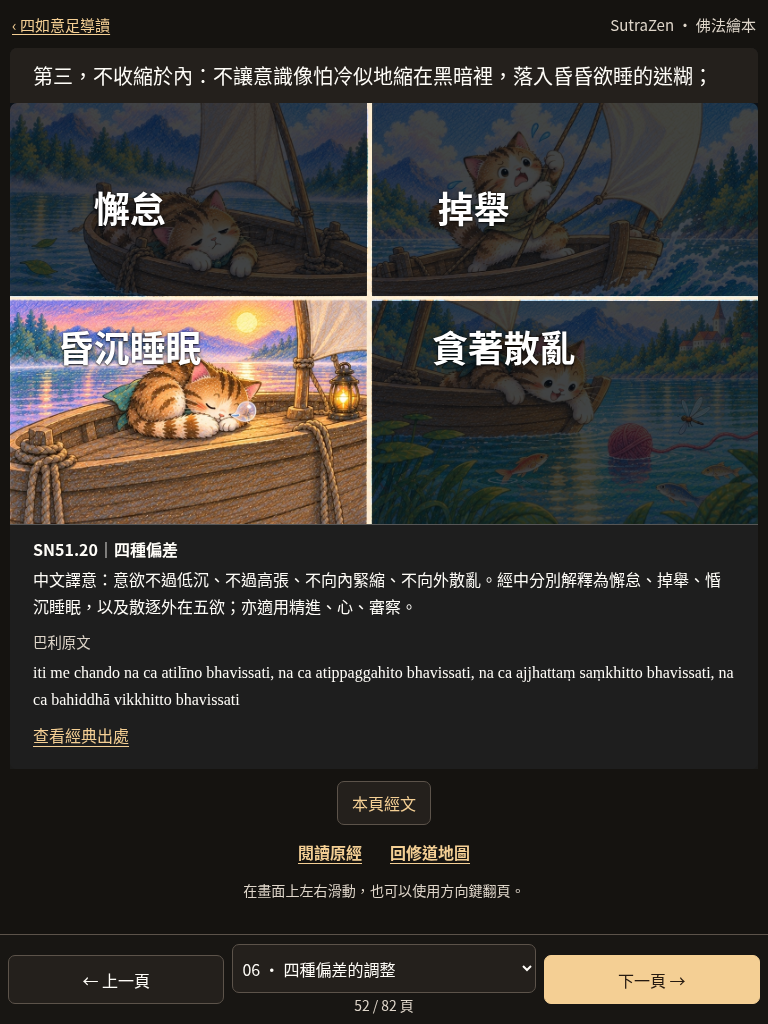 ‹ 四如意足導讀
SutraZen · 佛法繪本
第三，不收縮於內：不讓意識像怕冷似地縮在黑暗裡，落入昏昏欲睡的迷糊；
懈怠
掉舉
昏沉睡眠
貪著散亂
SN51.20｜四種偏差
中文譯意：意欲不過低沉、不過高張、不向內緊縮、不向外散亂。經中分別解釋為懈怠、掉舉、惛
沉睡眠，以及散逐外在五欲；亦適用精進、心、審察。
巴利原文
iti me chando na ca atilīno bhavissati, na ca atippaggahito bhavissati, na ca ajjhattaṃ saṃkhitto bhavissati, na
ca bahiddhā vikkhitto bhavissati
查看經典出處
本頁經文
閱讀原經 回修道地圖
在畫面上左右滑動，也可以使用方向鍵翻頁。
← 上一頁
06 · 四種偏差的調整
下一頁 →
52 / 82 頁